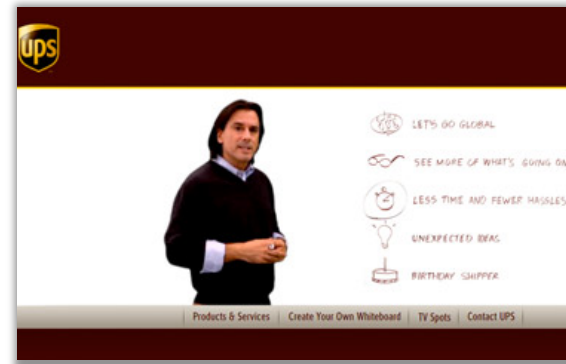 ups
LET'S GO GLOBAL
SEE MORE OF WHAT'S GOING ON
LESS TIME AND FEWER HASSLES
UNEXPECTED IDEAS
BIRTHDAY SHIPPER
Products & Services | Create Your Own Whiteboard | TV Spots | Contact UPS |